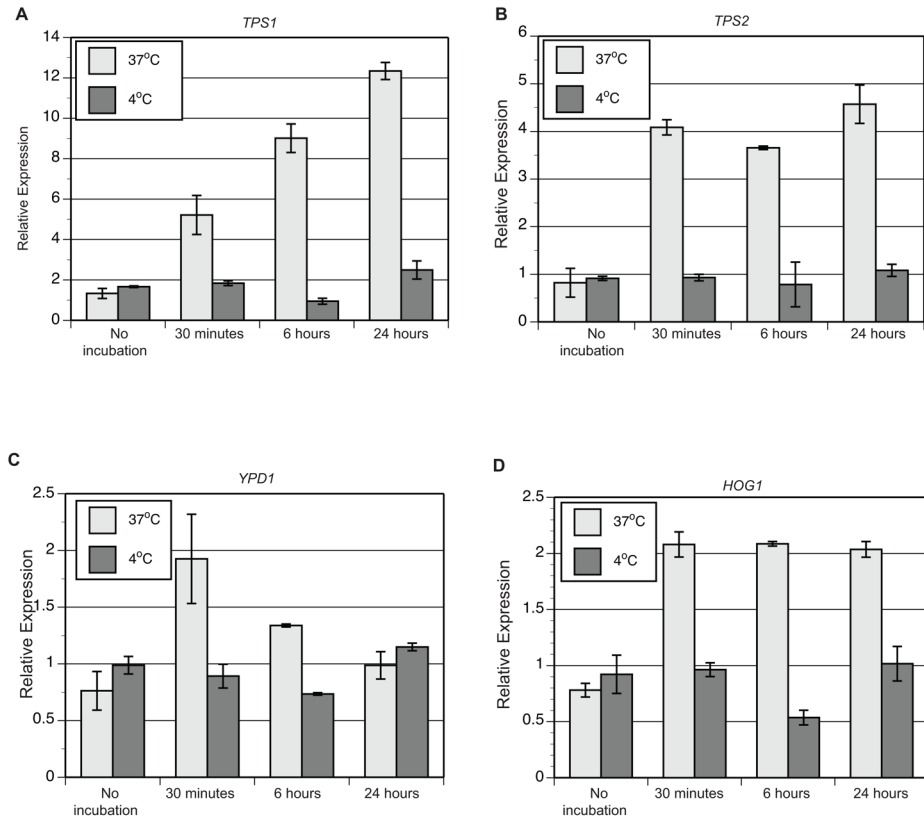 A
TPS1
Relative Expression
14
12
10
8
6
4
2
0
37°C
4°C
No incubation
30 minutes
6 hours
24 hours
B
TPS2
Relative Expression
6
5
4
3
2
1
0
37°C
4°C
No incubation
30 minutes
6 hours
24 hours
C
YPD1
Relative Expression
2.5
2
1.5
1
0.5
0
37°C
4°C
No incubation
30 minutes
6 hours
24 hours
D
HOG1
Relative Expression
2.5
2
1.5
1
0.5
0
37°C
4°C
No incubation
30 minutes
6 hours
24 hours